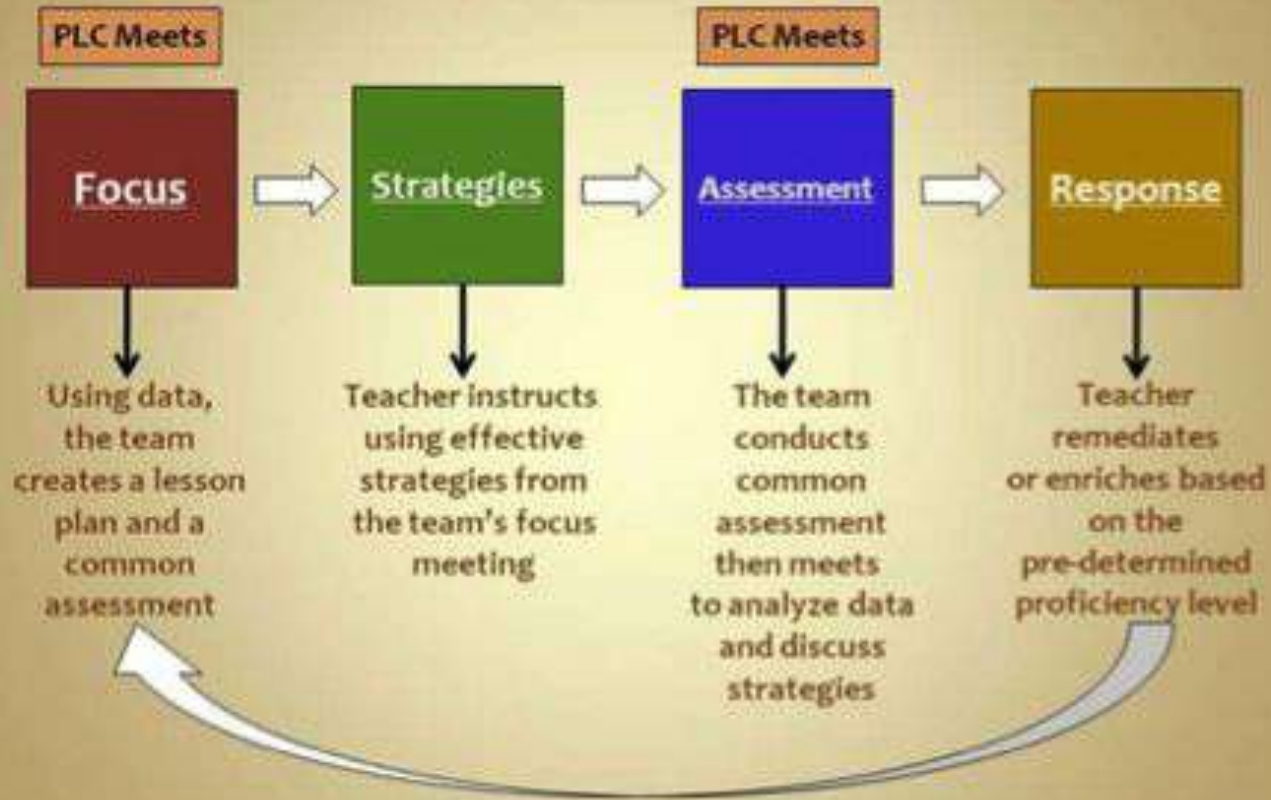 PLC Meets
PLC Meets
Focus
Strategies
Assessment
Response
Using data,
the team
creates a lesson
plan and a
common
assessment
Teacher instructs
using effective
strategies from
the team's focus
meeting
The team
conducts
common
assessment
then meets
to analyze data
and discuss
strategies
Teacher
remediates
or enriches based
on the
pre-determined
proficiency level